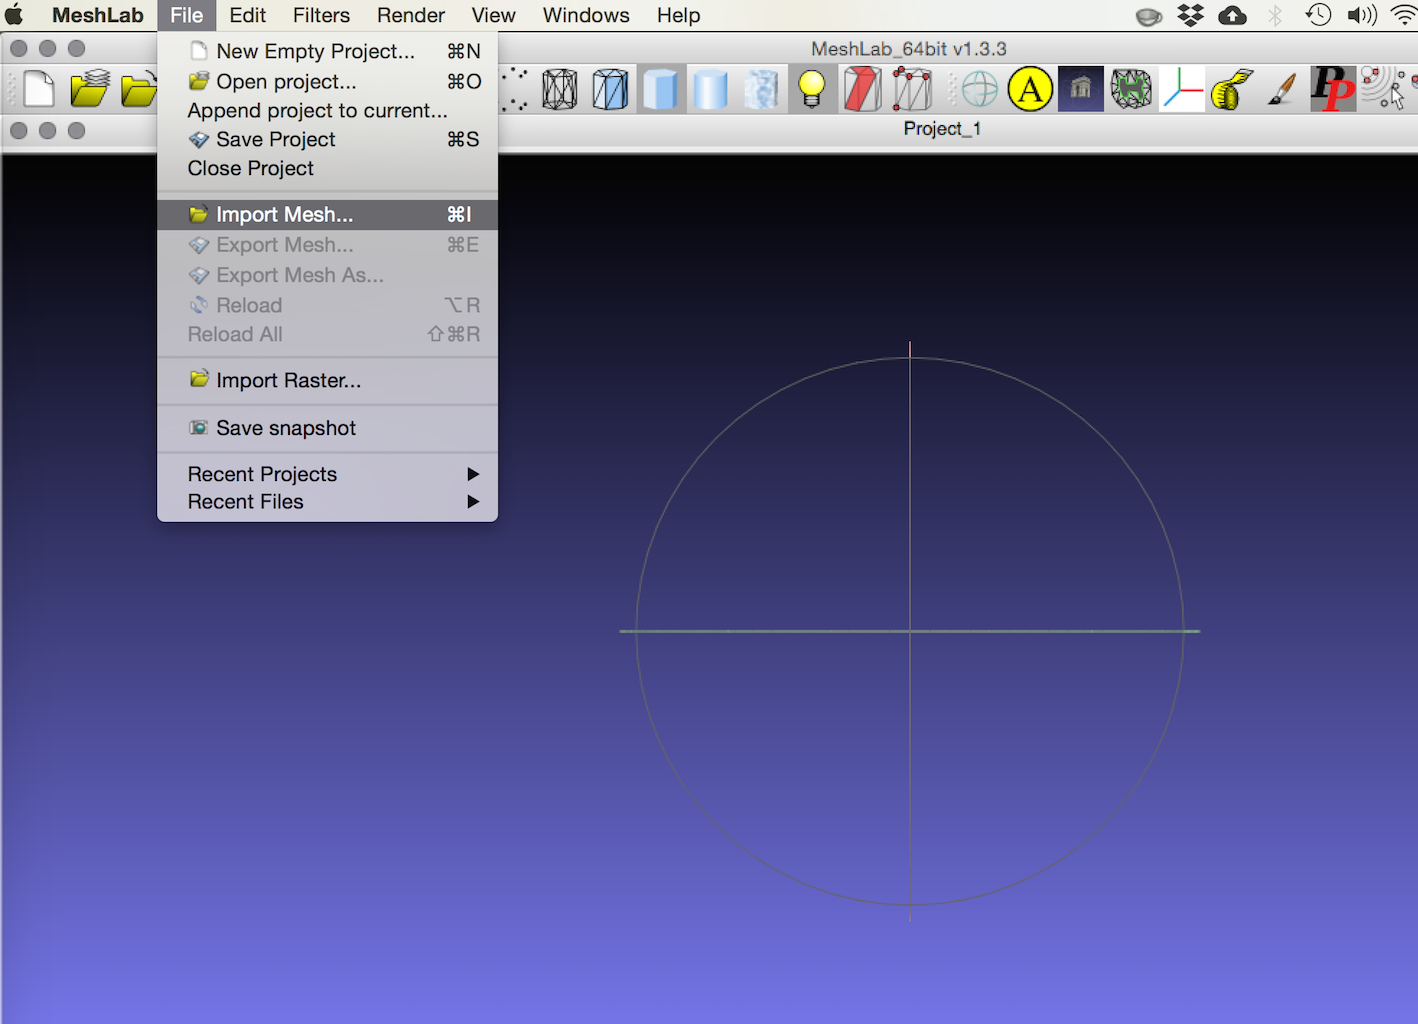 MeshLab File Edit Filters Render View Windows Help
MeshLab_64bit v1.3.3
A PP
Project_1
New Empty Project... ⌘N
Open project... ⌘O
Append project to current...
Save Project ⌘S
Close Project
Import Mesh... ⌘I
Export Mesh... ⌘E
Export Mesh As...
Reload ⌥R
Reload All ⇧⌘R
Import Raster...
Save snapshot
Recent Projects ▶
Recent Files ▶